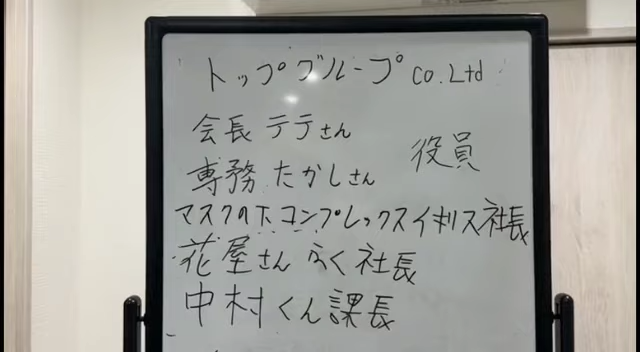 トップグループ co.Ltd
会長 テテさん
役員
専務 たかしさん
マスクの下コンプレックスイギリス社長
花屋さん ふく社長
中村くん課長